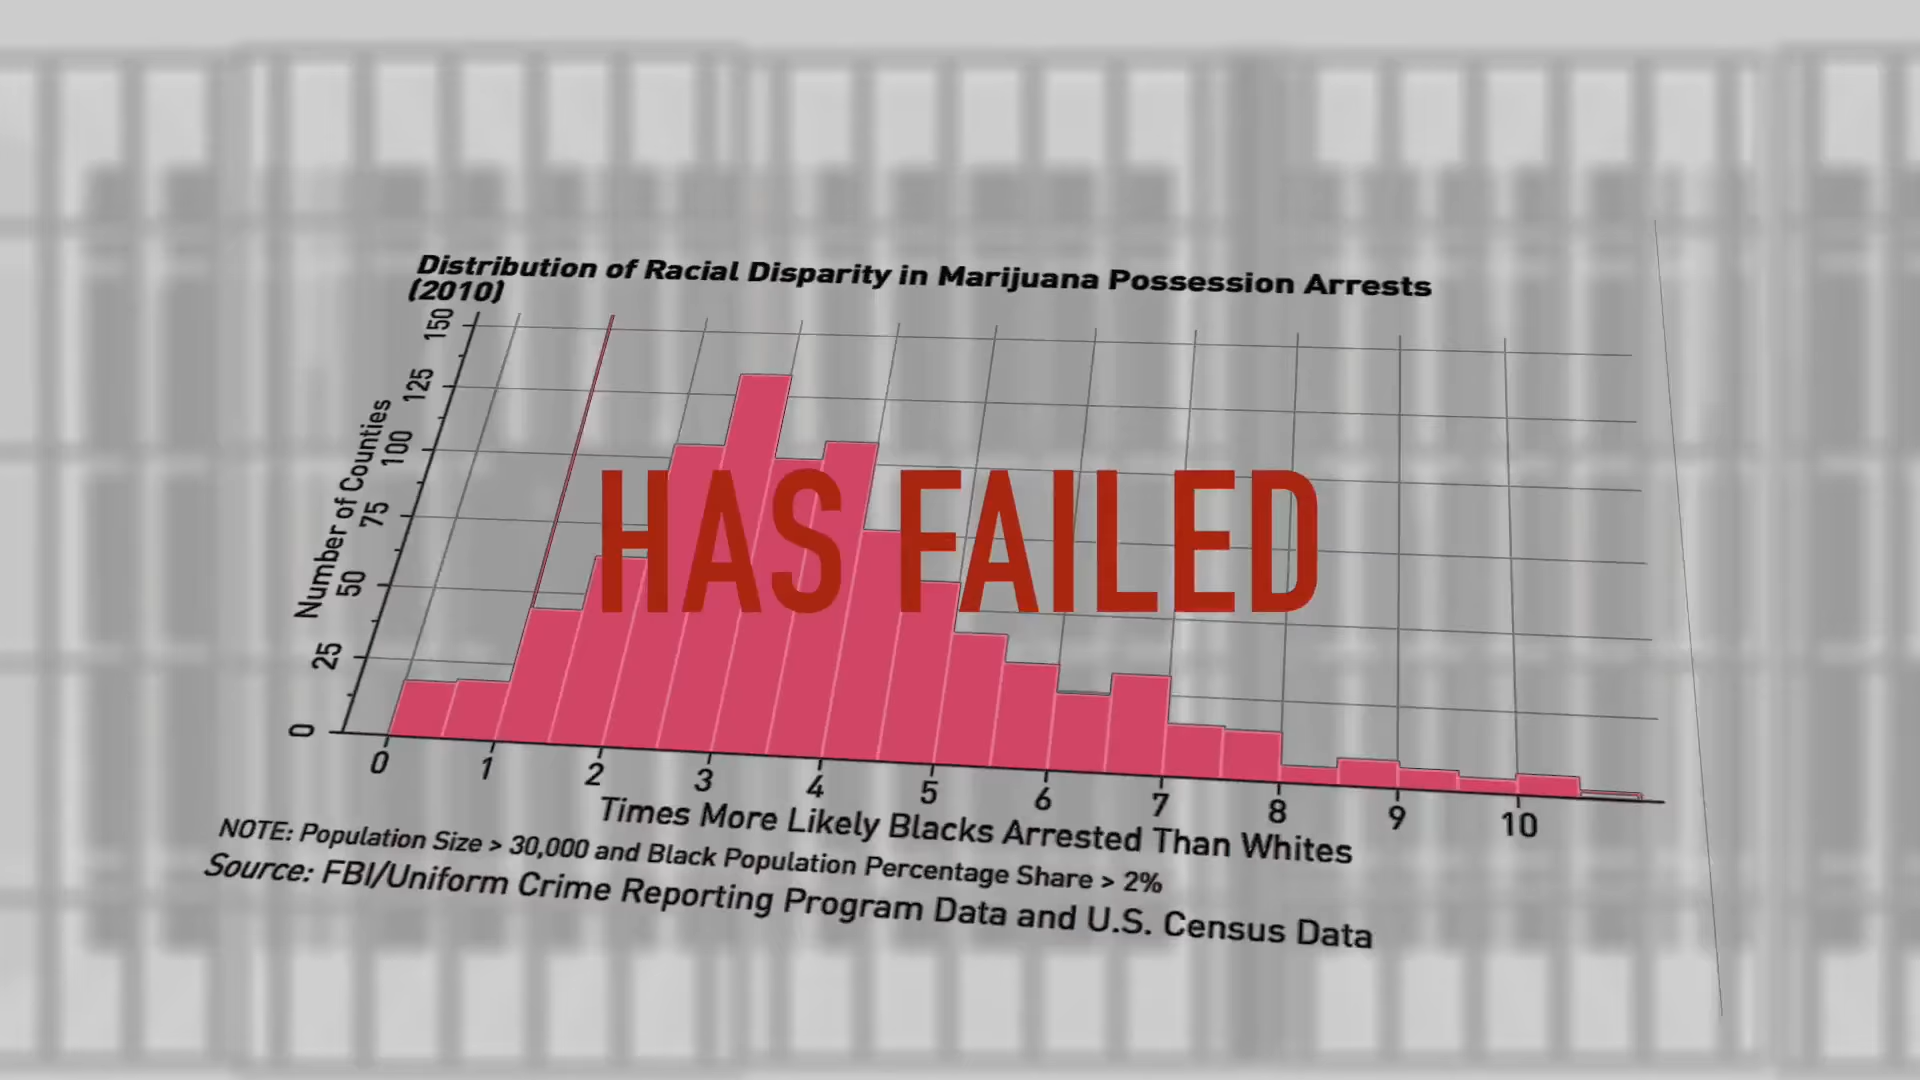 Distribution of Racial Disparity in Marijuana Possession Arrests
(2010)
150
125
100
75
50
25
0
Number of Counties
HAS FAILED
0 1 2 3 4 5 6 7 8 9 10
Times More Likely Blacks Arrested Than Whites
NOTE: Population Size > 30,000 and Black Population Percentage Share > 2%
Source: FBI/Uniform Crime Reporting Program Data and U.S. Census Data